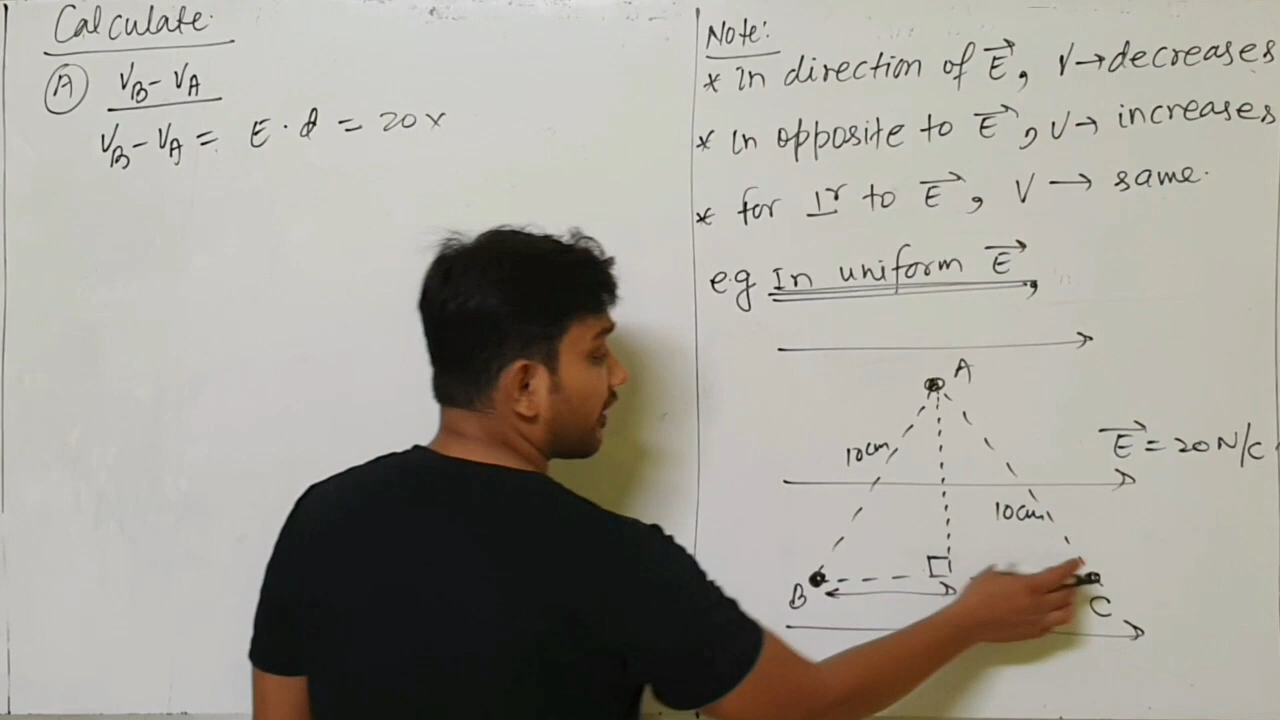 Calculate.
(A) V_B - V_A
V_B - V_A = E . d = 20 x
Note:
* In direction of E⃗, V → decreases
* In opposite to E⃗, V → increases
* for ⊥r to E⃗, V → same.
e.g In uniform E⃗,
A
10cm
E⃗ = 20N/C.
10cm
B
C